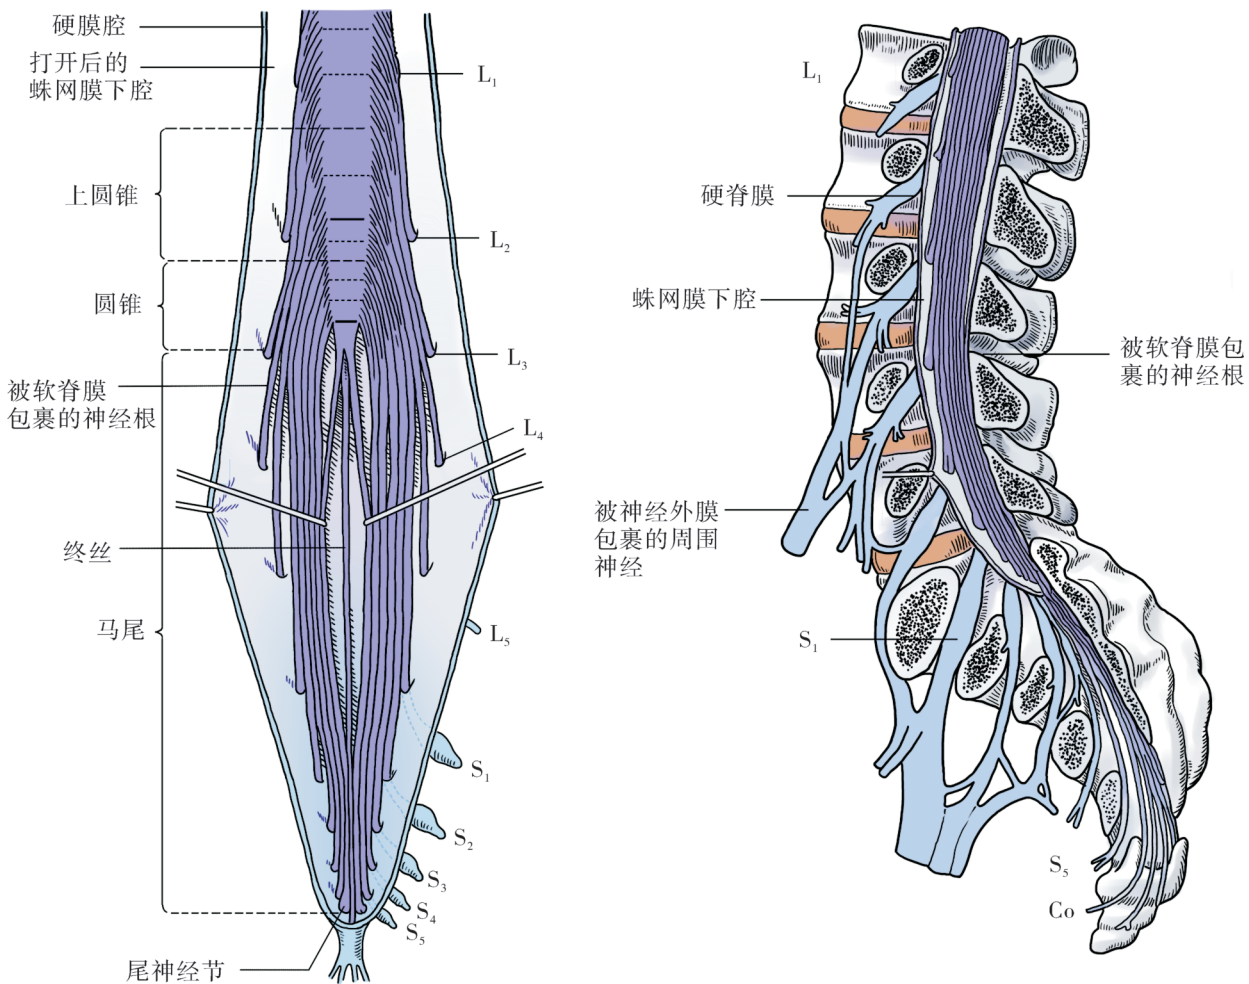 硬膜腔
打开后的
蛛网膜下腔
L₁
上圆锥
L₂
圆锥
L₃
被软脊膜
包裹的神经根
L₄
终丝
马尾
L₅
S₁
S₂
S₃
S₄
S₅
尾神经节
L₁
硬脊膜
蛛网膜下腔
被软脊膜包
裹的神经根
被神经外膜
包裹的周围
神经
S₁
S₅
Co